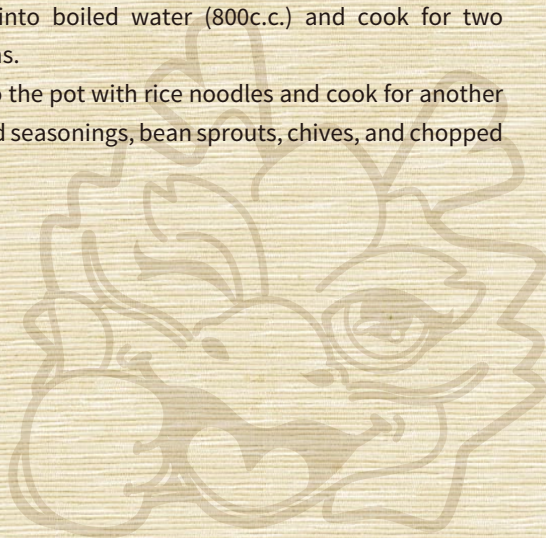 into boiled water (800c.c.) and cook for two
s.
the pot with rice noodles and cook for another
seasonings, bean sprouts, chives, and chopped